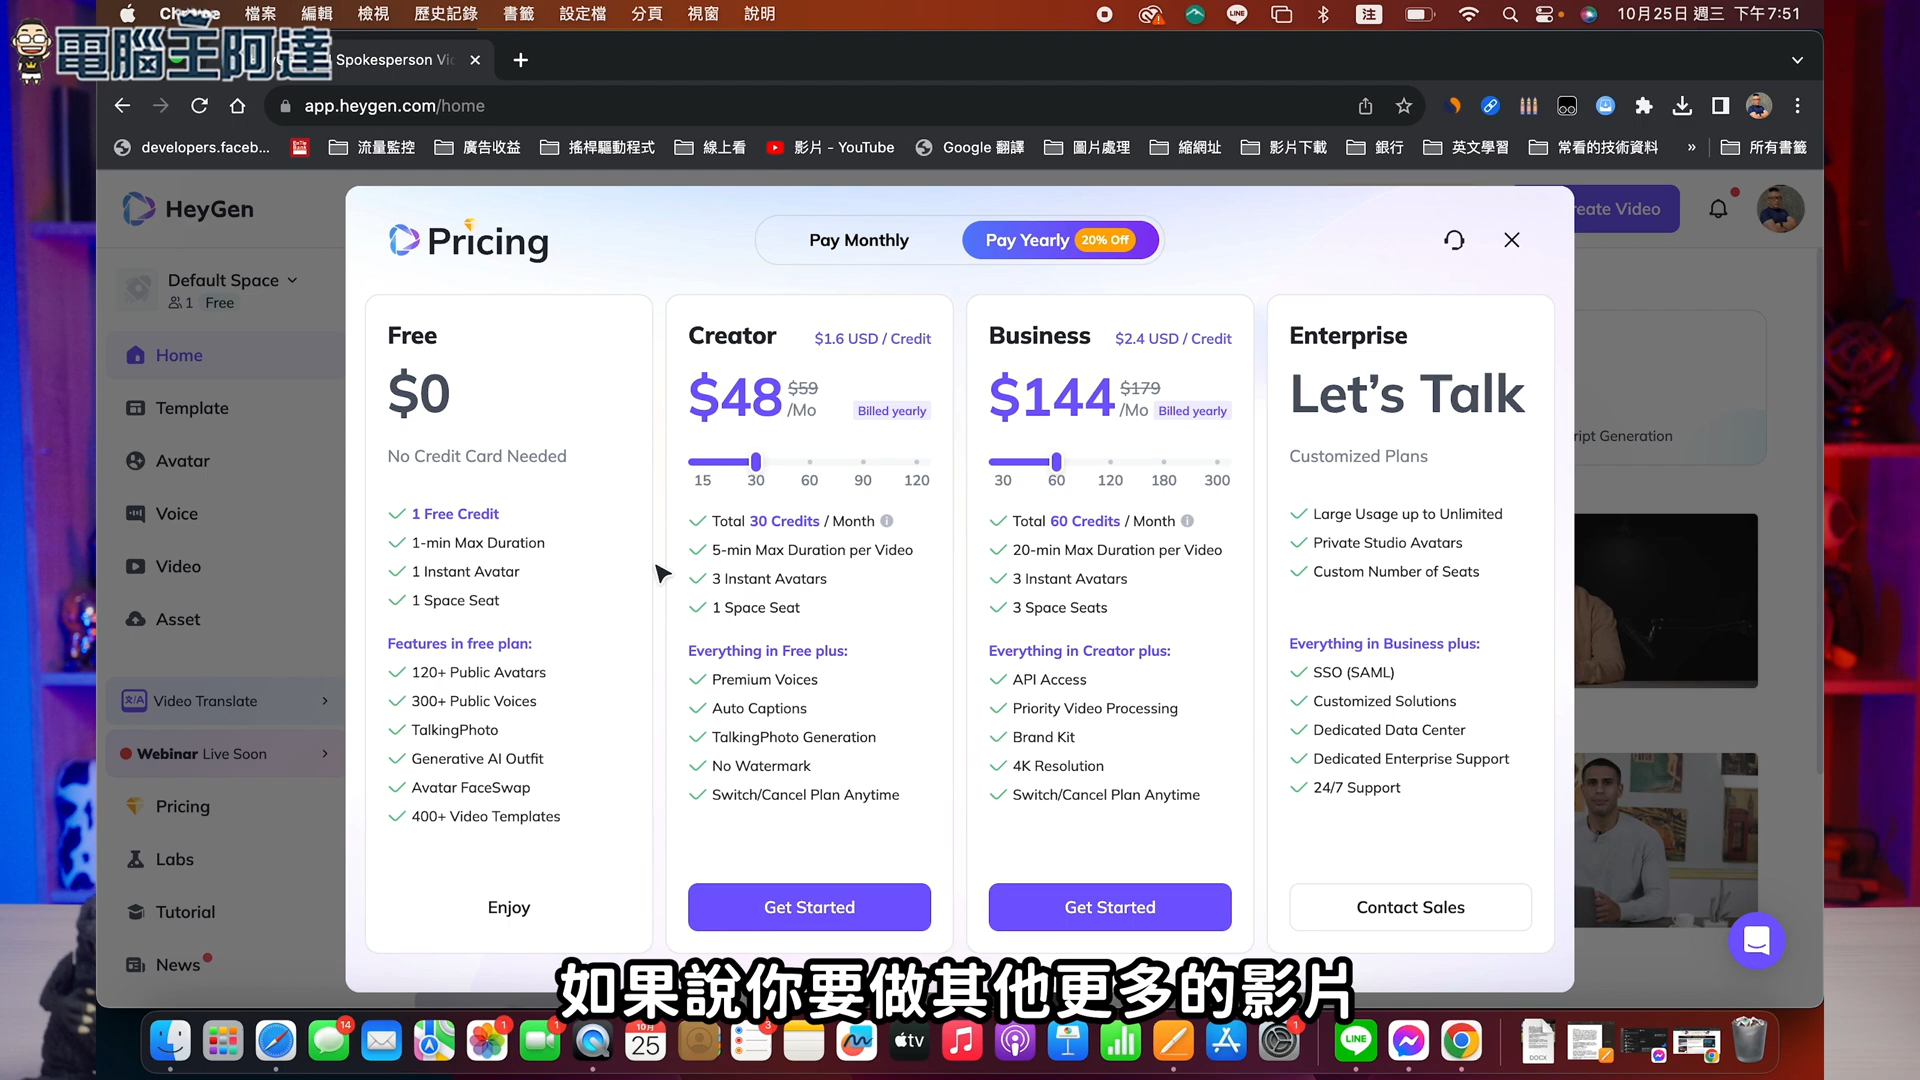 Chrome 檔案 編輯 檢視 歷史記錄 書籤 設定檔 分頁 視窗 說明
注 10月25日 週三 下午7:51
電腦王阿達
Spokesperson Vi
app.heygen.com/home
developers.faceb... 流量監控 廣告收益 搖桿驅動程式 線上看 影片 - YouTube Google 翻譯 圖片處理 縮網址 影片下載 銀行 英文學習 常看的技術資料 » 所有書籤
HeyGen
reate Video
Default Space
1 Free
Home
Template
Avatar
Voice
Video
Asset
Video Translate
Webinar Live Soon
Pricing
Labs
Tutorial
News
Pricing
Pay Monthly
Pay Yearly 20% Off
Free
$0
No Credit Card Needed
1 Free Credit
1-min Max Duration
1 Instant Avatar
1 Space Seat
Features in free plan:
120+ Public Avatars
300+ Public Voices
TalkingPhoto
Generative AI Outfit
Avatar FaceSwap
400+ Video Templates
Enjoy
Creator $1.6 USD / Credit
$48 $59 /Mo Billed yearly
15 30 60 90 120
Total 30 Credits / Month
5-min Max Duration per Video
3 Instant Avatars
1 Space Seat
Everything in Free plus:
Premium Voices
Auto Captions
TalkingPhoto Generation
No Watermark
Switch/Cancel Plan Anytime
Get Started
Business $2.4 USD / Credit
$144 $179 /Mo Billed yearly
30 60 120 180 300
Total 60 Credits / Month
20-min Max Duration per Video
3 Instant Avatars
3 Space Seats
Everything in Creator plus:
API Access
Priority Video Processing
Brand Kit
4K Resolution
Switch/Cancel Plan Anytime
Get Started
Enterprise
Let's Talk
Customized Plans
Large Usage up to Unlimited
Private Studio Avatars
Custom Number of Seats
Everything in Business plus:
SSO (SAML)
Customized Solutions
Dedicated Data Center
Dedicated Enterprise Support
24/7 Support
Contact Sales
ript Generation
如果說你要做其他更多的影片
14
1
1
10月
25
3
tv
1
LINE
DOCX